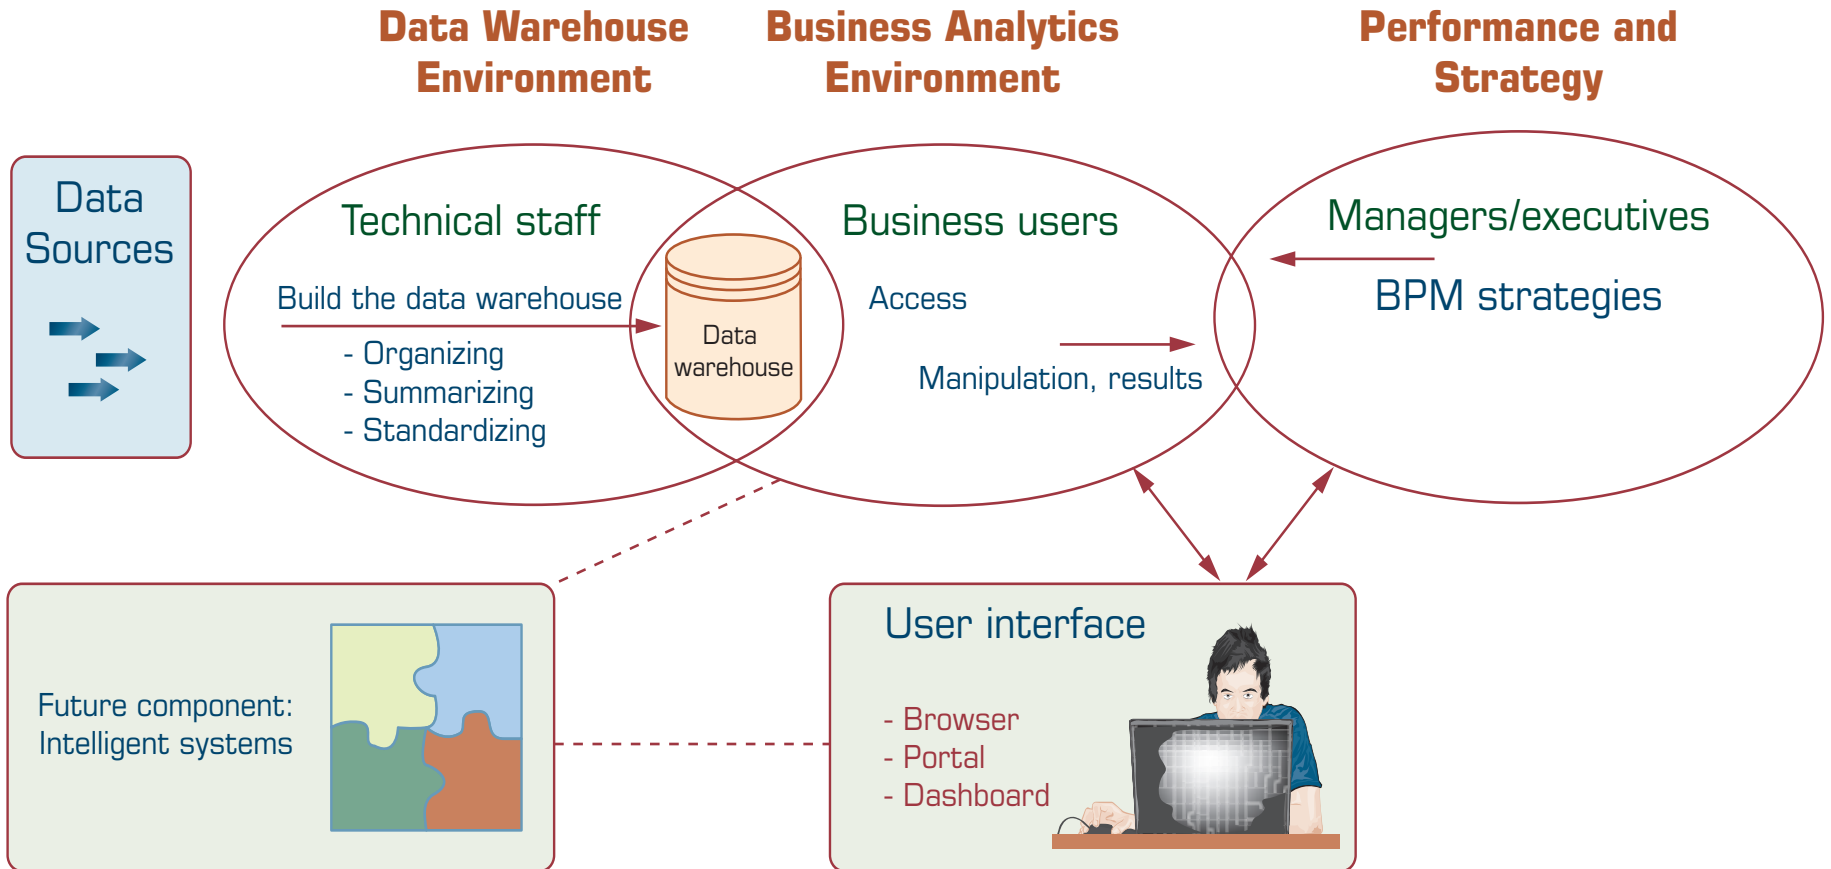 Data Warehouse
Environment
Business Analytics
Environment
Performance and
Strategy
Data
Sources
Technical staff
Build the data warehouse
- Organizing
- Summarizing
- Standardizing
Data
warehouse
Business users
Access
Manipulation, results
Managers/executives
BPM strategies
Future component:
Intelligent systems
User interface
- Browser
- Portal
- Dashboard